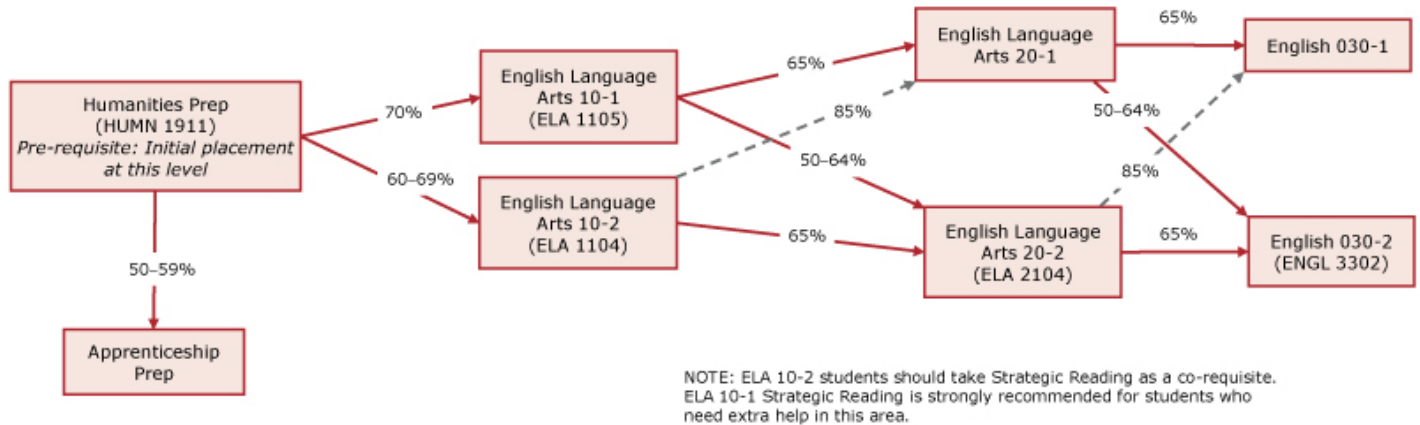 Humanities Prep
(HUMN 1911)
Pre-requisite: Initial placement
at this level
50–59%
Apprenticeship
Prep
70%
60–69%
English Language
Arts 10-1
(ELA 1105)
English Language
Arts 10-2
(ELA 1104)
65%
85%
50–64%
65%
English Language
Arts 20-1
English Language
Arts 20-2
(ELA 2104)
65%
50–64%
85%
65%
English 030-1
English 030-2
(ENGL 3302)
NOTE: ELA 10-2 students should take Strategic Reading as a co-requisite.
ELA 10-1 Strategic Reading is strongly recommended for students who
need extra help in this area.